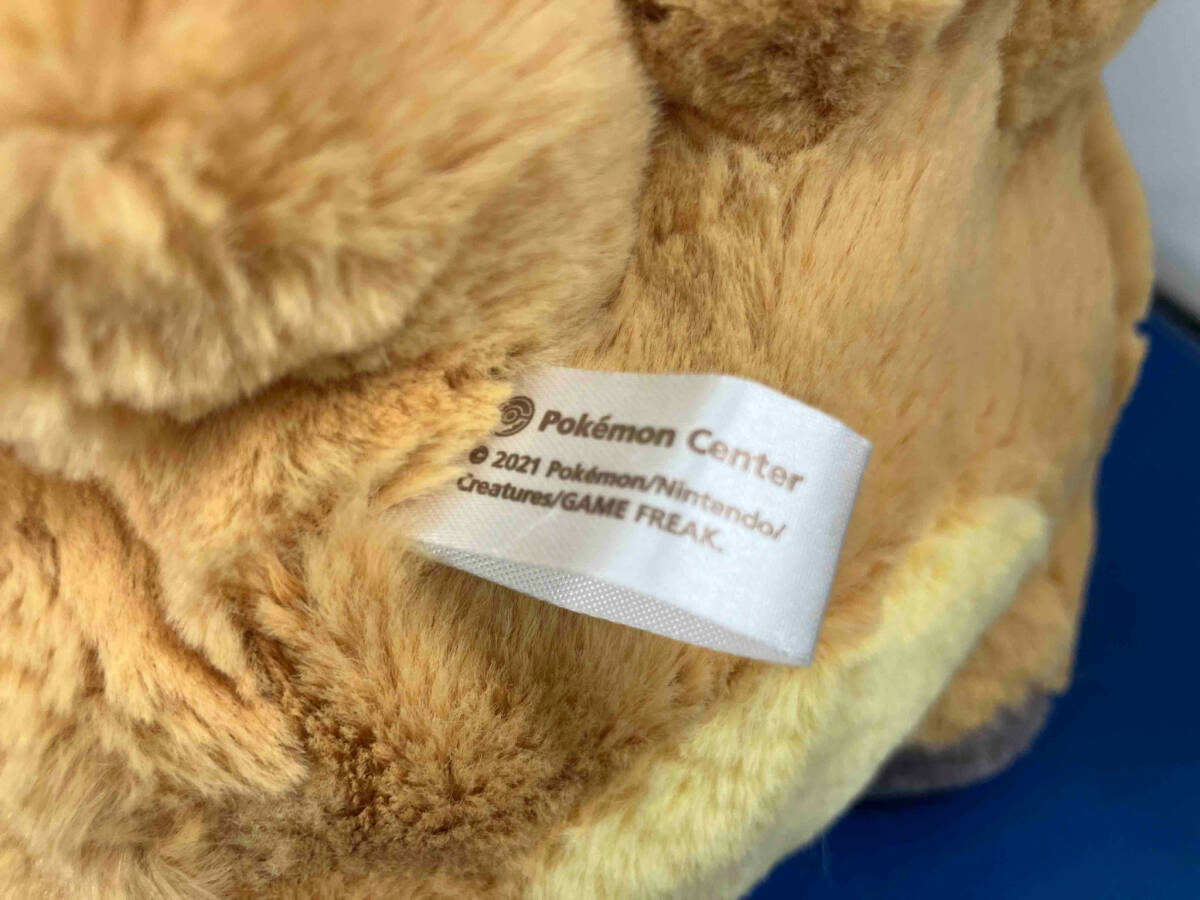 Pokémon Center
© 2021 Pokémon/Nintendo/
Creatures/GAME FREAK.